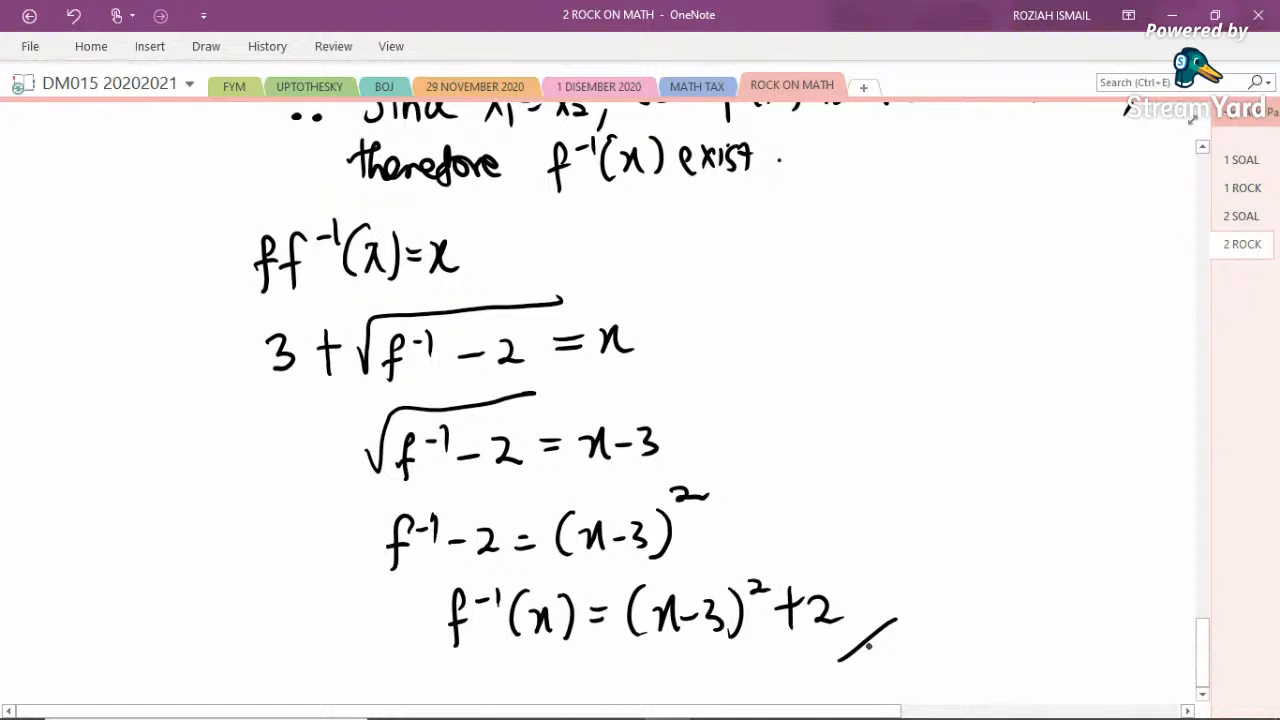 2 ROCK ON MATH - OneNote
ROZIAH ISMAIL
Powered by
File Home Insert Draw History Review View
DM015 20202021
FYM UPTOTHESKY BOJ 29 NOVEMBER 2020 1 DISEMBER 2020 MATH TAX ROCK ON MATH +
Search (Ctrl+E)
StreamYard
Pa
1 SOAL
1 ROCK
2 SOAL
2 ROCK
∴ x₁ = x₂,
therefore f⁻¹(x) exist.
ff⁻¹(x) = x
3 + √(f⁻¹ - 2) = x
√(f⁻¹ - 2) = x - 3
f⁻¹ - 2 = (x - 3)²
f⁻¹(x) = (x - 3)² + 2